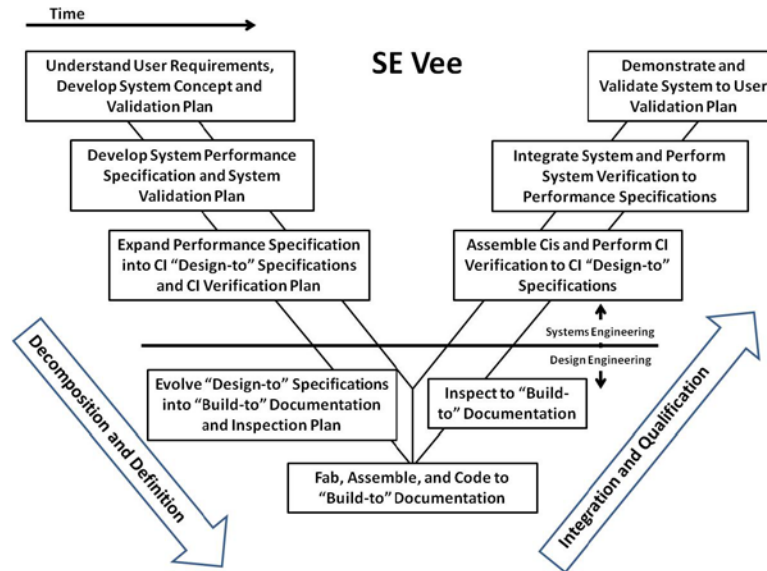 Time
SE Vee
Understand User Requirements,
Develop System Concept and
Validation Plan
Demonstrate and
Validate System to User
Validation Plan
Develop System Performance
Specification and System
Validation Plan
Integrate System and Perform
System Verification to
Performance Specifications
Expand Performance Specification
into CI “Design-to” Specifications
and CI Verification Plan
Assemble Cis and Perform CI
Verification to CI “Design-to”
Specifications
Systems Engineering
Design Engineering
Evolve “Design-to” Specifications
into “Build-to” Documentation
and Inspection Plan
Inspect to “Build-
to” Documentation
Fab, Assemble, and Code to
“Build-to” Documentation
Decomposition and Definition
Integration and Qualification